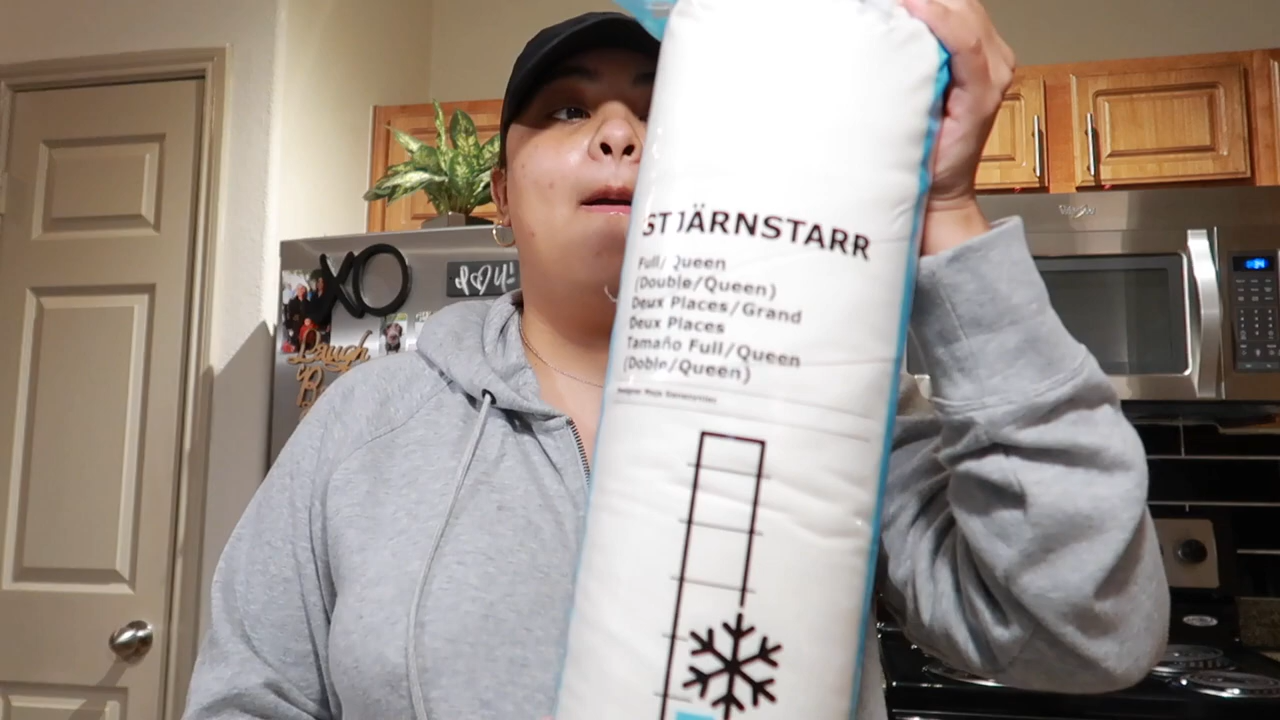 STJÄRNSTARR
Full/Queen
(Double/Queen)
Deux Places/Grand
Deux Places
Tamaño Full/Queen
(Doble/Queen)
XO
I ♡ U!
Laugh